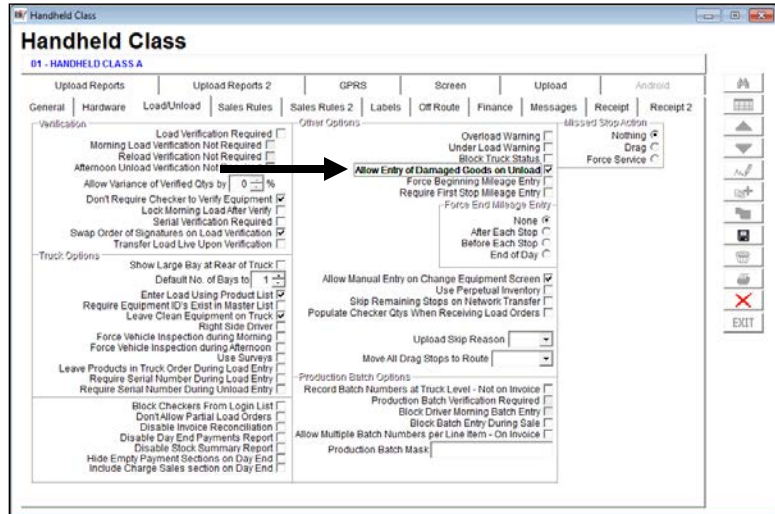 Handheld Class
Handheld Class
01 - HANDHELD CLASS A
Upload Reports Upload Reports 2 GPRS Screen Upload Android
General Hardware Load/Unload Sales Rules Sales Rules 2 Labels Off Route Finance Messages Receipt Receipt 2
Verification
Load Verification Required
Morning Load Verification Not Required
Reload Verification Not Required
Afternoon Unload Verification Not Required
Allow Variance of Verified Qtys by 0 %
Don't Require Checker to Verify Equipment
Lock Morning Load After Verify
Serial Verification Required
Swap Order of Signatures on Load Verification
Transfer Load Live Upon Verification
Truck Options
Show Large Bay at Rear of Truck
Default No. of Bays to 1
Enter Load Using Product List
Require Equipment ID's Exist in Master List
Leave Clean Equipment on Truck
Right Side Driver
Force Vehicle Inspection during Morning
Force Vehicle Inspection during Afternoon
Use Surveys
Leave Products in Truck Order During Load Entry
Require Serial Number During Load Entry
Require Serial Number During Unload Entry
Block Checkers From Login List
Don't Allow Partial Load Orders
Disable Invoice Reconciliation
Disable Day End Payments Report
Disable Stock Summary Report
Hide Empty Payment Sections on Day End
Include Charge Sales section on Day End
Other Options
Overload Warning
Under Load Warning
Block Truck Status
Allow Entry of Damaged Goods on Unload
Force Beginning Mileage Entry
Require First Stop Mileage Entry
Force End Mileage Entry
None
After Each Stop
Before Each Stop
End of Day
Allow Manual Entry on Change Equipment Screen
Use Perpetual Inventory
Skip Remaining Stops on Network Transfer
Populate Checker Qtys When Receiving Load Orders
Upload Skip Reason
Move All Drag Stops to Route
Production Batch Options
Record Batch Numbers at Truck Level - Not on Invoice
Production Batch Verification Required
Block Driver Morning Batch Entry
Block Batch Entry During Sale
Allow Multiple Batch Numbers per Line Item - On Invoice
Production Batch Mask
Missed Stop Action
Nothing
Drag
Force Service
EXIT